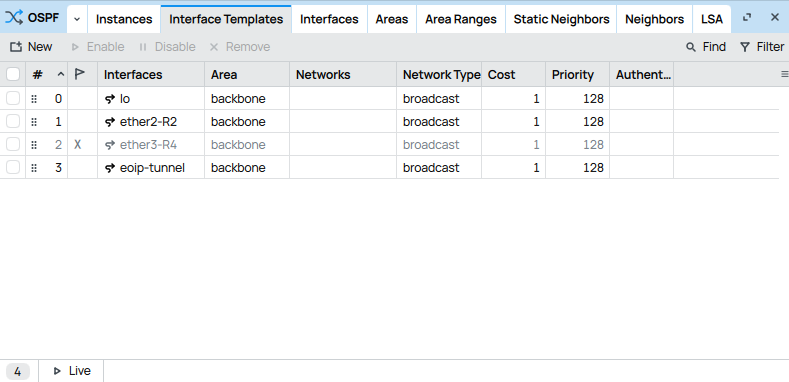 OSPF Instances Interface Templates Interfaces Areas Area Ranges Static Neighbors Neighbors LSA
New Enable Disable Remove Find Filter
# Interfaces Area Networks Network Type Cost Priority Authent...
0 lo backbone broadcast 1 128
1 ether2-R2 backbone broadcast 1 128
2 X ether3-R4 backbone broadcast 1 128
3 eoip-tunnel backbone broadcast 1 128
4 Live